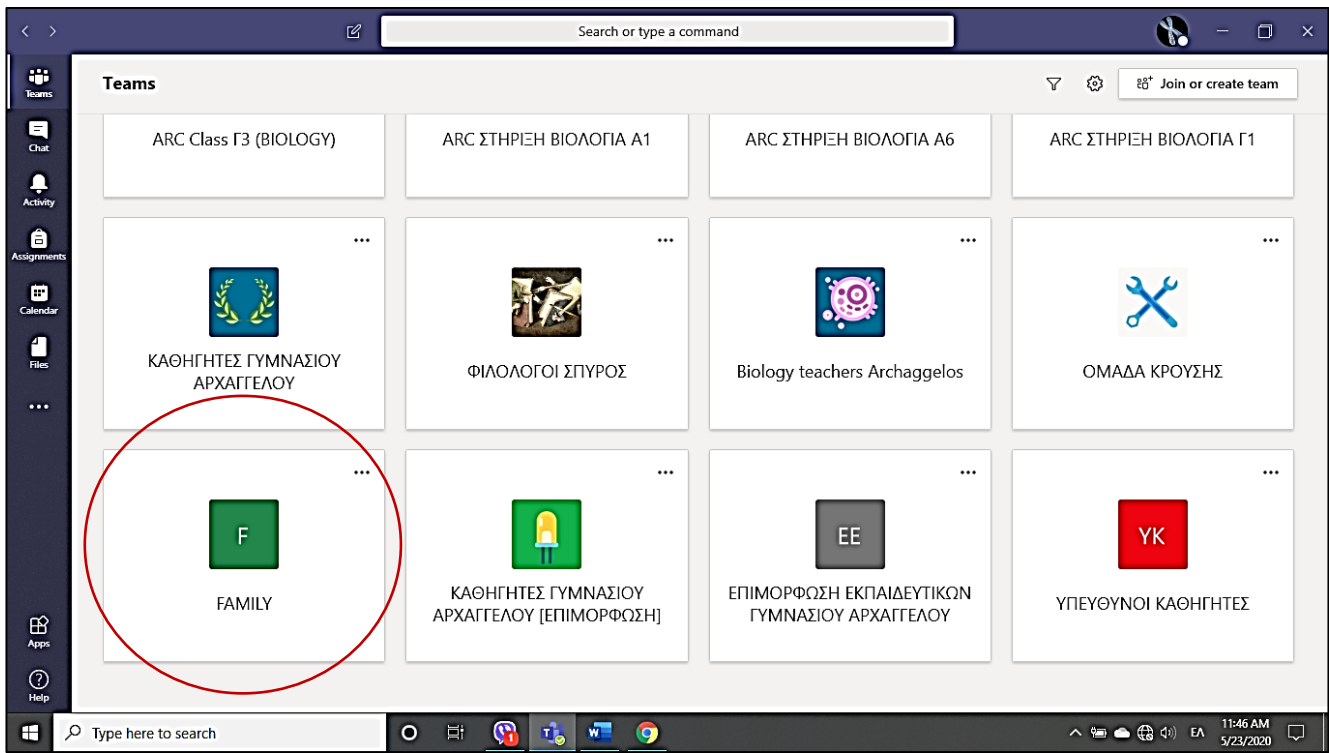 Search or type a command
Teams
Teams
Join or create team
Chat
Activity
Assignments
Calendar
Files
Apps
Help
ARC Class Γ3 (BIOLOGY)
ARC ΣΤΗΡΙΞΗ ΒΙΟΛΟΓΙΑ Α1
ARC ΣΤΗΡΙΞΗ ΒΙΟΛΟΓΙΑ Α6
ARC ΣΤΗΡΙΞΗ ΒΙΟΛΟΓΙΑ Γ1
ΚΑΘΗΓΗΤΕΣ ΓΥΜΝΑΣΙΟΥ
ΑΡΧΑΓΓΕΛΟΥ
ΦΙΛΟΛΟΓΟΙ ΣΠΥΡΟΣ
Biology teachers Archaggelos
ΟΜΑΔΑ ΚΡΟΥΣΗΣ
F
FAMILY
ΚΑΘΗΓΗΤΕΣ ΓΥΜΝΑΣΙΟΥ
ΑΡΧΑΓΓΕΛΟΥ [ΕΠΙΜΟΡΦΩΣΗ]
ΕΕ
ΕΠΙΜΟΡΦΩΣΗ ΕΚΠΑΙΔΕΥΤΙΚΩΝ
ΓΥΜΝΑΣΙΟΥ ΑΡΧΑΓΓΕΛΟΥ
ΥΚ
ΥΠΕΥΘΥΝΟΙ ΚΑΘΗΓΗΤΕΣ
Type here to search
1
ΕΛ
11:46 AM
5/23/2020